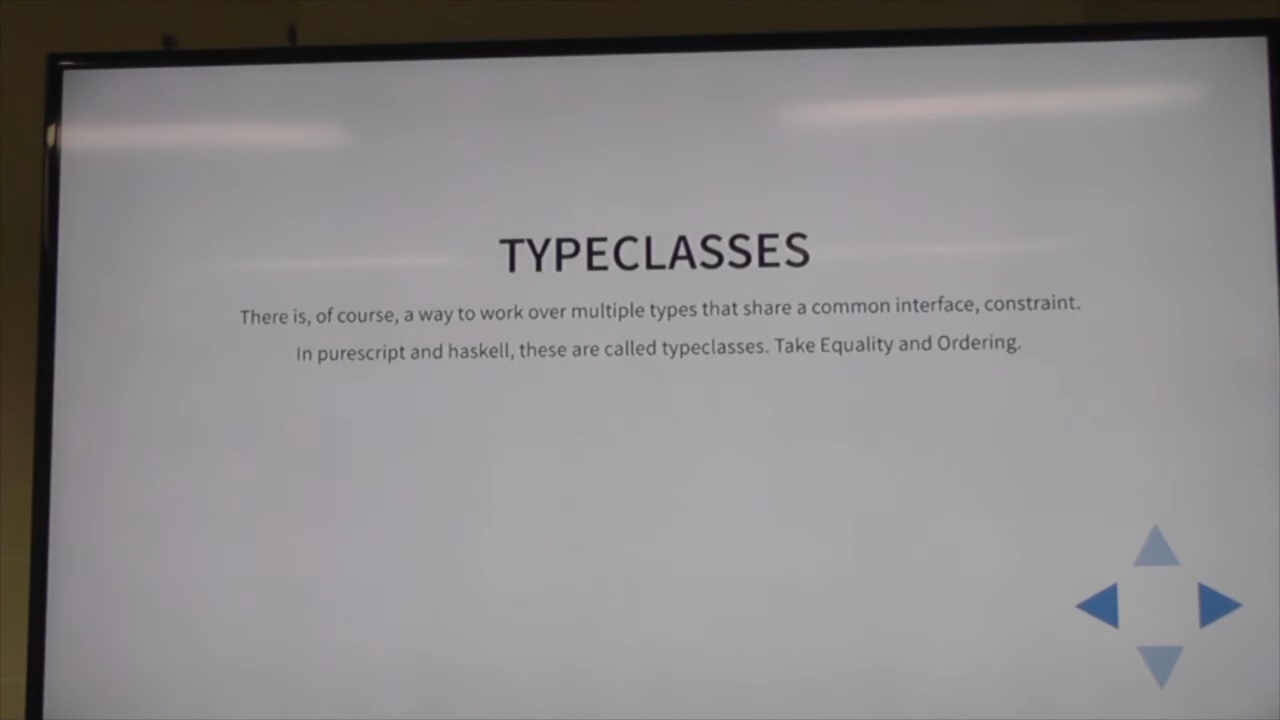 TYPECLASSES
There is, of course, a way to work over multiple types that share a common interface, constraint.
In purescript and haskell, these are called typeclasses. Take Equality and Ordering.